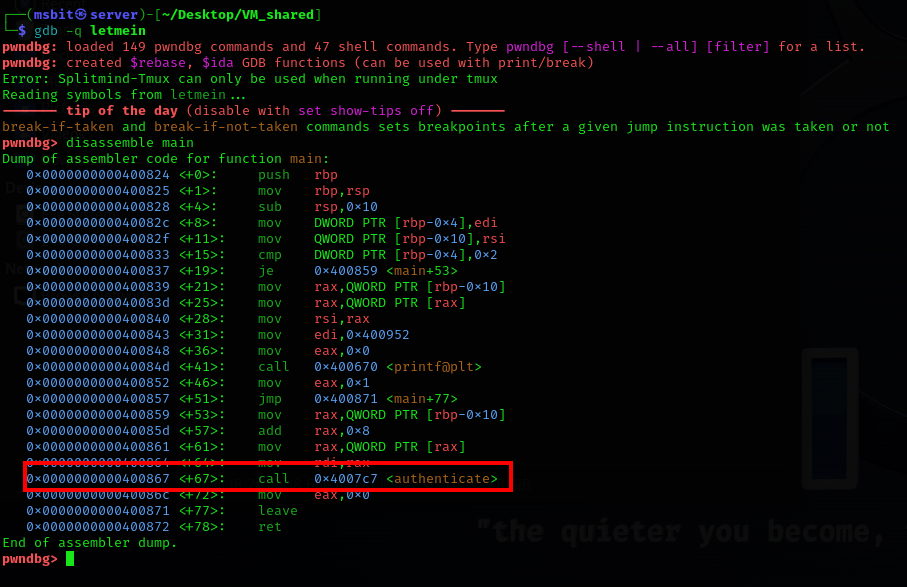 ┌──(msbit㉿server)-[~/Desktop/VM_shared]
└─$ gdb -q letmein
pwndbg: loaded 149 pwndbg commands and 47 shell commands. Type pwndbg [--shell | --all] [filter] for a list.
pwndbg: created $rebase, $ida GDB functions (can be used with print/break)
Error: Splitmind-Tmux can only be used when running under tmux
Reading symbols from letmein...
------- tip of the day (disable with set show-tips off) -------
break-if-taken and break-if-not-taken commands sets breakpoints after a given jump instruction was taken or not
pwndbg> disassemble main
Dump of assembler code for function main:
0x0000000000400824 <+0>: push rbp
0x0000000000400825 <+1>: mov rbp,rsp
0x0000000000400828 <+4>: sub rsp,0x10
0x000000000040082c <+8>: mov DWORD PTR [rbp-0x4],edi
0x000000000040082f <+11>: mov QWORD PTR [rbp-0x10],rsi
0x0000000000400833 <+15>: cmp DWORD PTR [rbp-0x4],0x2
0x0000000000400837 <+19>: je 0x400859 <main+53>
0x0000000000400839 <+21>: mov rax,QWORD PTR [rbp-0x10]
0x000000000040083d <+25>: mov rax,QWORD PTR [rax]
0x0000000000400840 <+28>: mov rsi,rax
0x0000000000400843 <+31>: mov edi,0x400952
0x0000000000400848 <+36>: mov eax,0x0
0x000000000040084d <+41>: call 0x400670 <printf@plt>
0x0000000000400852 <+46>: mov eax,0x1
0x0000000000400857 <+51>: jmp 0x400871 <main+77>
0x0000000000400859 <+53>: mov rax,QWORD PTR [rbp-0x10]
0x000000000040085d <+57>: add rax,0x8
0x0000000000400861 <+61>: mov rax,QWORD PTR [rax]
0x0000000000400864 <+64>: mov rdi,rax
0x0000000000400867 <+67>: call 0x4007c7 <authenticate>
0x000000000040086c <+72>: mov eax,0x0
0x0000000000400871 <+77>: leave
0x0000000000400872 <+78>: ret
End of assembler dump.
pwndbg>
"the quieter you become,